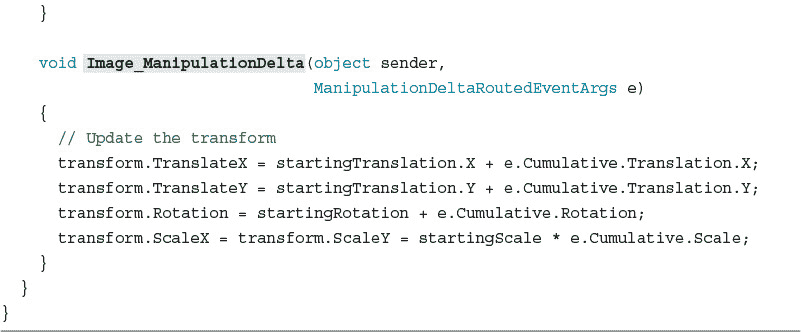 }
void Image_ManipulationDelta(object sender,
ManipulationDeltaRoutedEventArgs e)
{
// Update the transform
transform.TranslateX = startingTranslation.X + e.Cumulative.Translation.X;
transform.TranslateY = startingTranslation.Y + e.Cumulative.Translation.Y;
transform.Rotation = startingRotation + e.Cumulative.Rotation;
transform.ScaleX = transform.ScaleY = startingScale * e.Cumulative.Scale;
}
}
}